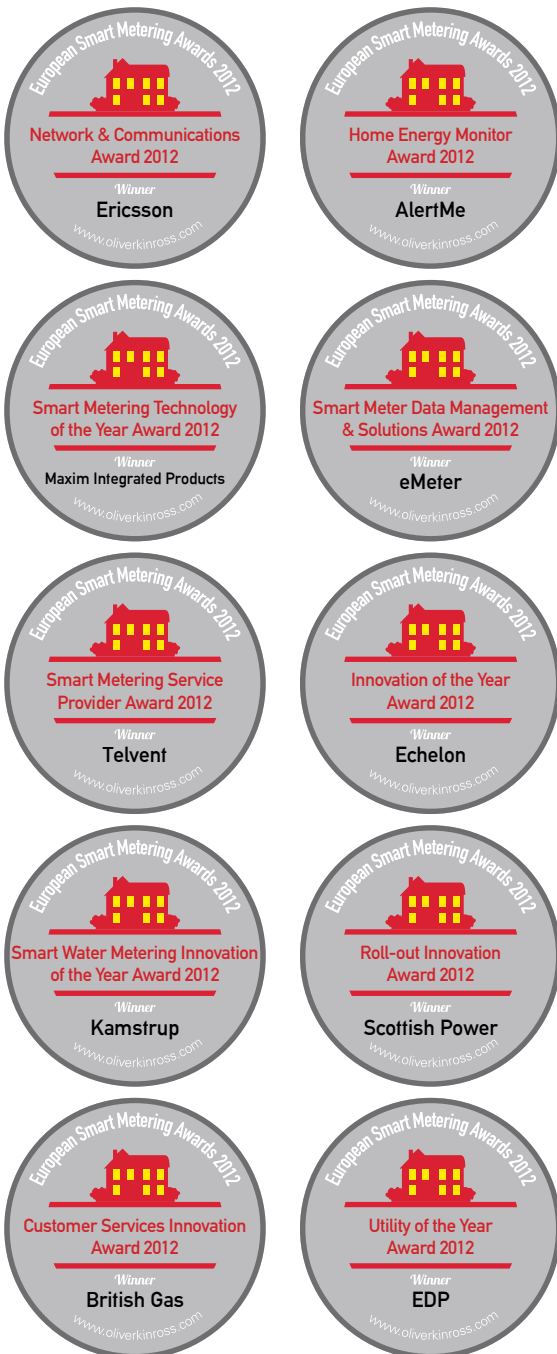 European Smart Metering Awards 2012
Network & Communications
Award 2012
Winner
Ericsson
www.oliverkinross.com
European Smart Metering Awards 2012
Home Energy Monitor
Award 2012
Winner
AlertMe
www.oliverkinross.com
European Smart Metering Awards 2012
Smart Metering Technology
of the Year Award 2012
Winner
Maxim Integrated Products
www.oliverkinross.com
European Smart Metering Awards 2012
Smart Meter Data Management
& Solutions Award 2012
Winner
eMeter
www.oliverkinross.com
European Smart Metering Awards 2012
Smart Metering Service
Provider Award 2012
Winner
Telvent
www.oliverkinross.com
European Smart Metering Awards 2012
Innovation of the Year
Award 2012
Winner
Echelon
www.oliverkinross.com
European Smart Metering Awards 2012
Smart Water Metering Innovation
of the Year Award 2012
Winner
Kamstrup
www.oliverkinross.com
European Smart Metering Awards 2012
Roll-out Innovation
Award 2012
Winner
Scottish Power
www.oliverkinross.com
European Smart Metering Awards 2012
Customer Services Innovation
Award 2012
Winner
British Gas
www.oliverkinross.com
European Smart Metering Awards 2012
Utility of the Year
Award 2012
Winner
EDP
www.oliverkinross.com